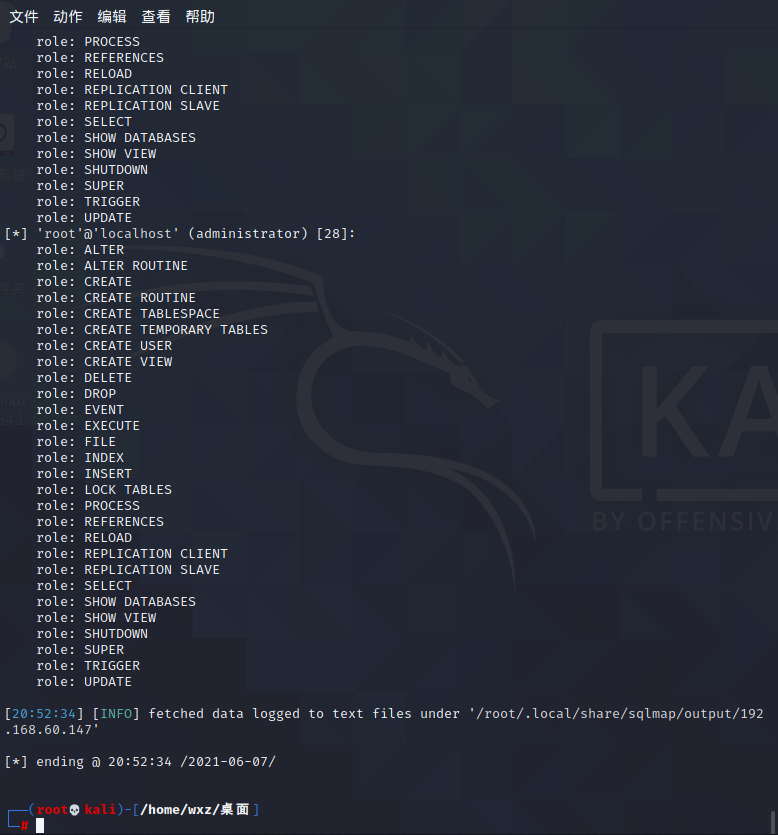 文件 动作 编辑 查看 帮助
role: PROCESS
role: REFERENCES
role: RELOAD
role: REPLICATION CLIENT
role: REPLICATION SLAVE
role: SELECT
role: SHOW DATABASES
role: SHOW VIEW
role: SHUTDOWN
role: SUPER
role: TRIGGER
role: UPDATE
[*] 'root'@'localhost' (administrator) [28]:
role: ALTER
role: ALTER ROUTINE
role: CREATE
role: CREATE ROUTINE
role: CREATE TABLESPACE
role: CREATE TEMPORARY TABLES
role: CREATE USER
role: CREATE VIEW
role: DELETE
role: DROP
role: EVENT
role: EXECUTE
role: FILE
role: INDEX
role: INSERT
role: LOCK TABLES
role: PROCESS
role: REFERENCES
role: RELOAD
role: REPLICATION CLIENT
role: REPLICATION SLAVE
role: SELECT
role: SHOW DATABASES
role: SHOW VIEW
role: SHUTDOWN
role: SUPER
role: TRIGGER
role: UPDATE
[20:52:34] [INFO] fetched data logged to text files under '/root/.local/share/sqlmap/output/192
.168.60.147'
[*] ending @ 20:52:34 /2021-06-07/
┌──(root💀kali)-[/home/wxz/桌面]
└─#
KA
BY OFFENSIV